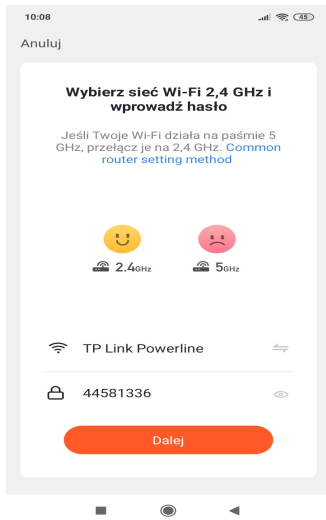 10:08
45
Anuluj
Wybierz sieć Wi-Fi 2,4 GHz i
wprowadź hasło
Jeśli Twoje Wi-Fi działa na paśmie 5
GHz, przełącz je na 2,4 GHz. Common
router setting method
2.4GHz
5GHz
TP Link Powerline
44581336
Dalej